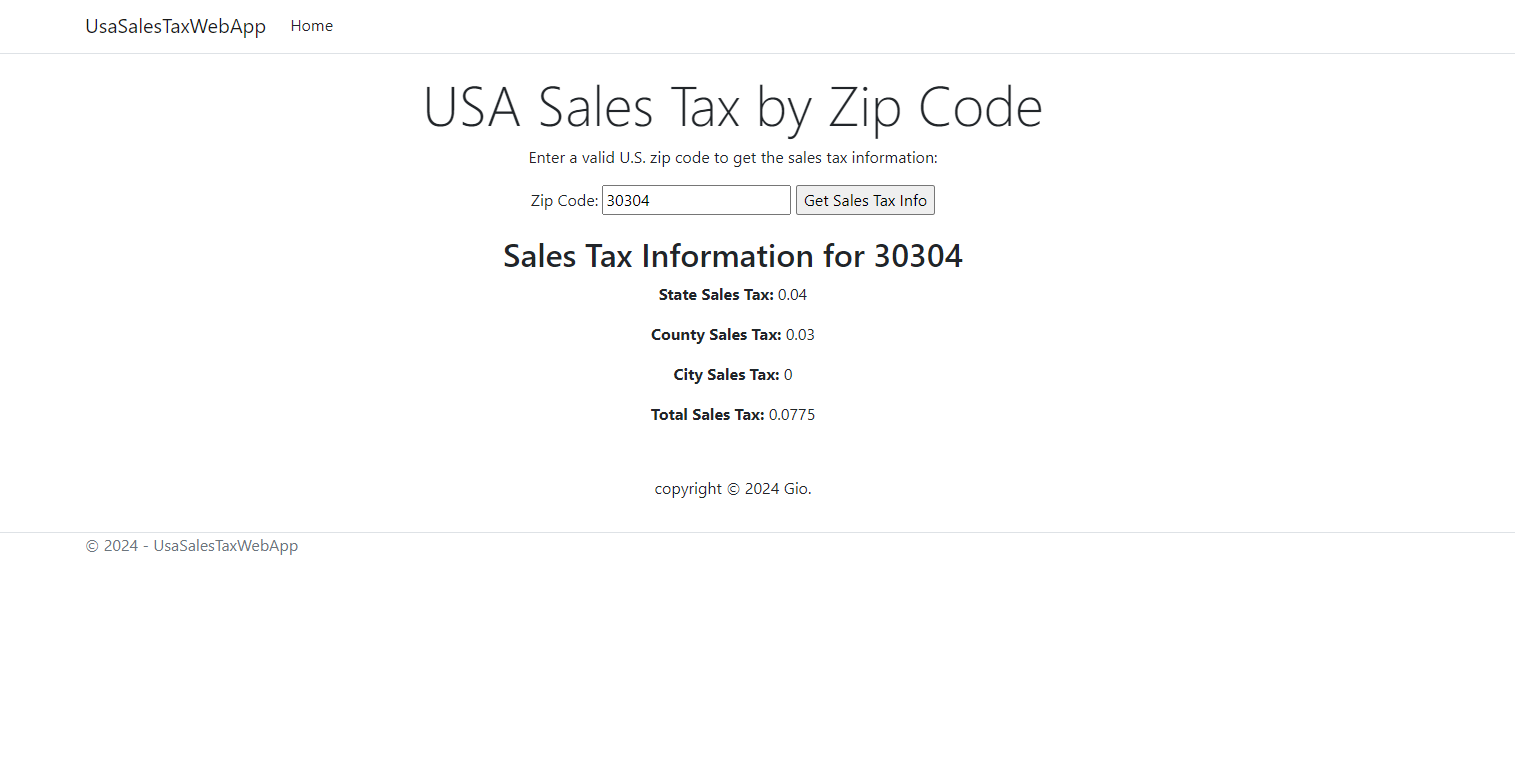 UsaSalesTaxWebApp Home
USA Sales Tax by Zip Code
Enter a valid U.S. zip code to get the sales tax information:
Zip Code: 30304 Get Sales Tax Info
Sales Tax Information for 30304
State Sales Tax: 0.04
County Sales Tax: 0.03
City Sales Tax: 0
Total Sales Tax: 0.0775
copyright © 2024 Gio.
© 2024 - UsaSalesTaxWebApp